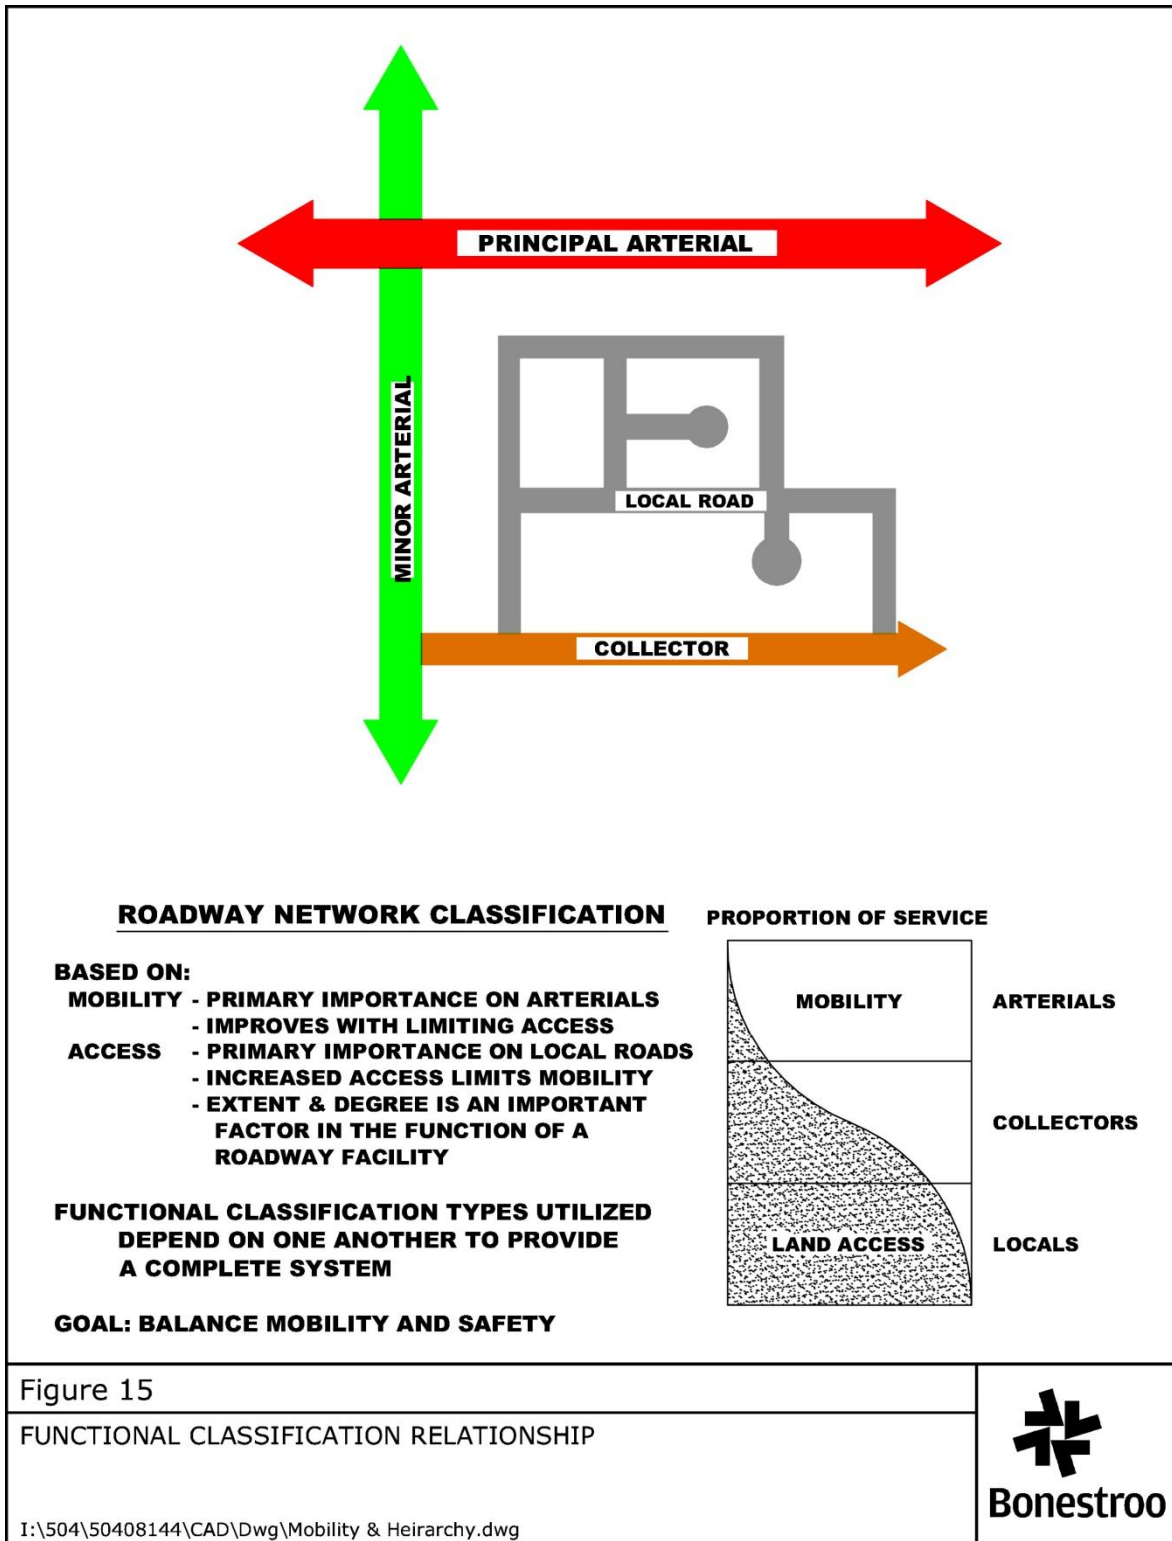 PRINCIPAL ARTERIAL
MINOR ARTERIAL
LOCAL ROAD
COLLECTOR
ROADWAY NETWORK CLASSIFICATION
BASED ON:
MOBILITY - PRIMARY IMPORTANCE ON ARTERIALS
- IMPROVES WITH LIMITING ACCESS
ACCESS - PRIMARY IMPORTANCE ON LOCAL ROADS
- INCREASED ACCESS LIMITS MOBILITY
- EXTENT & DEGREE IS AN IMPORTANT
FACTOR IN THE FUNCTION OF A
ROADWAY FACILITY
FUNCTIONAL CLASSIFICATION TYPES UTILIZED
DEPEND ON ONE ANOTHER TO PROVIDE
A COMPLETE SYSTEM
GOAL: BALANCE MOBILITY AND SAFETY
PROPORTION OF SERVICE
MOBILITY
ARTERIALS
COLLECTORS
LAND ACCESS
LOCALS
Figure 15
FUNCTIONAL CLASSIFICATION RELATIONSHIP
I:\504\50408144\CAD\Dwg\Mobility & Heirarchy.dwg
Bonestroo